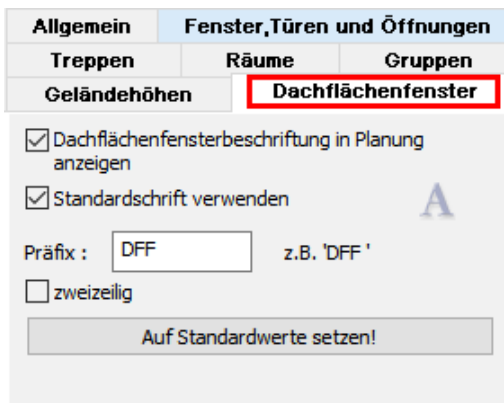 Allgemein Fenster,Türen und Öffnungen
Treppen Räume Gruppen
Geländehöhen Dachflächenfenster
Dachflächenfensterbeschriftung in Planung
anzeigen
Standardschrift verwenden A
Präfix : DFF z.B. 'DFF '
zweizeilig
Auf Standardwerte setzen!